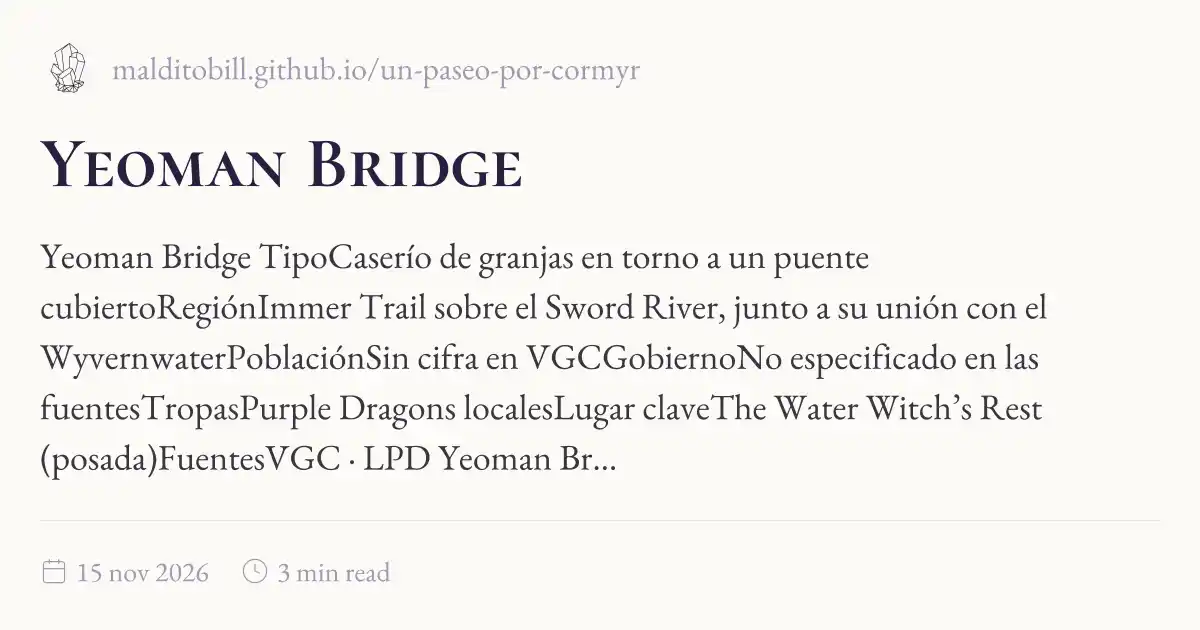 malditobill.github.io/un-paseo-por-cormyr
Yeoman Bridge
Yeoman Bridge TipoCaserío de granjas en torno a un puente
cubiertoRegiónImmer Trail sobre el Sword River, junto a su unión con el
WyvernwaterPoblaciónSin cifra en VGCGobiernoNo especificado en las
fuentesTropasPurple Dragons localesLugar claveThe Water Witch’s Rest
(posada)FuentesVGC · LPD Yeoman Br...
15 nov 2026
3 min read